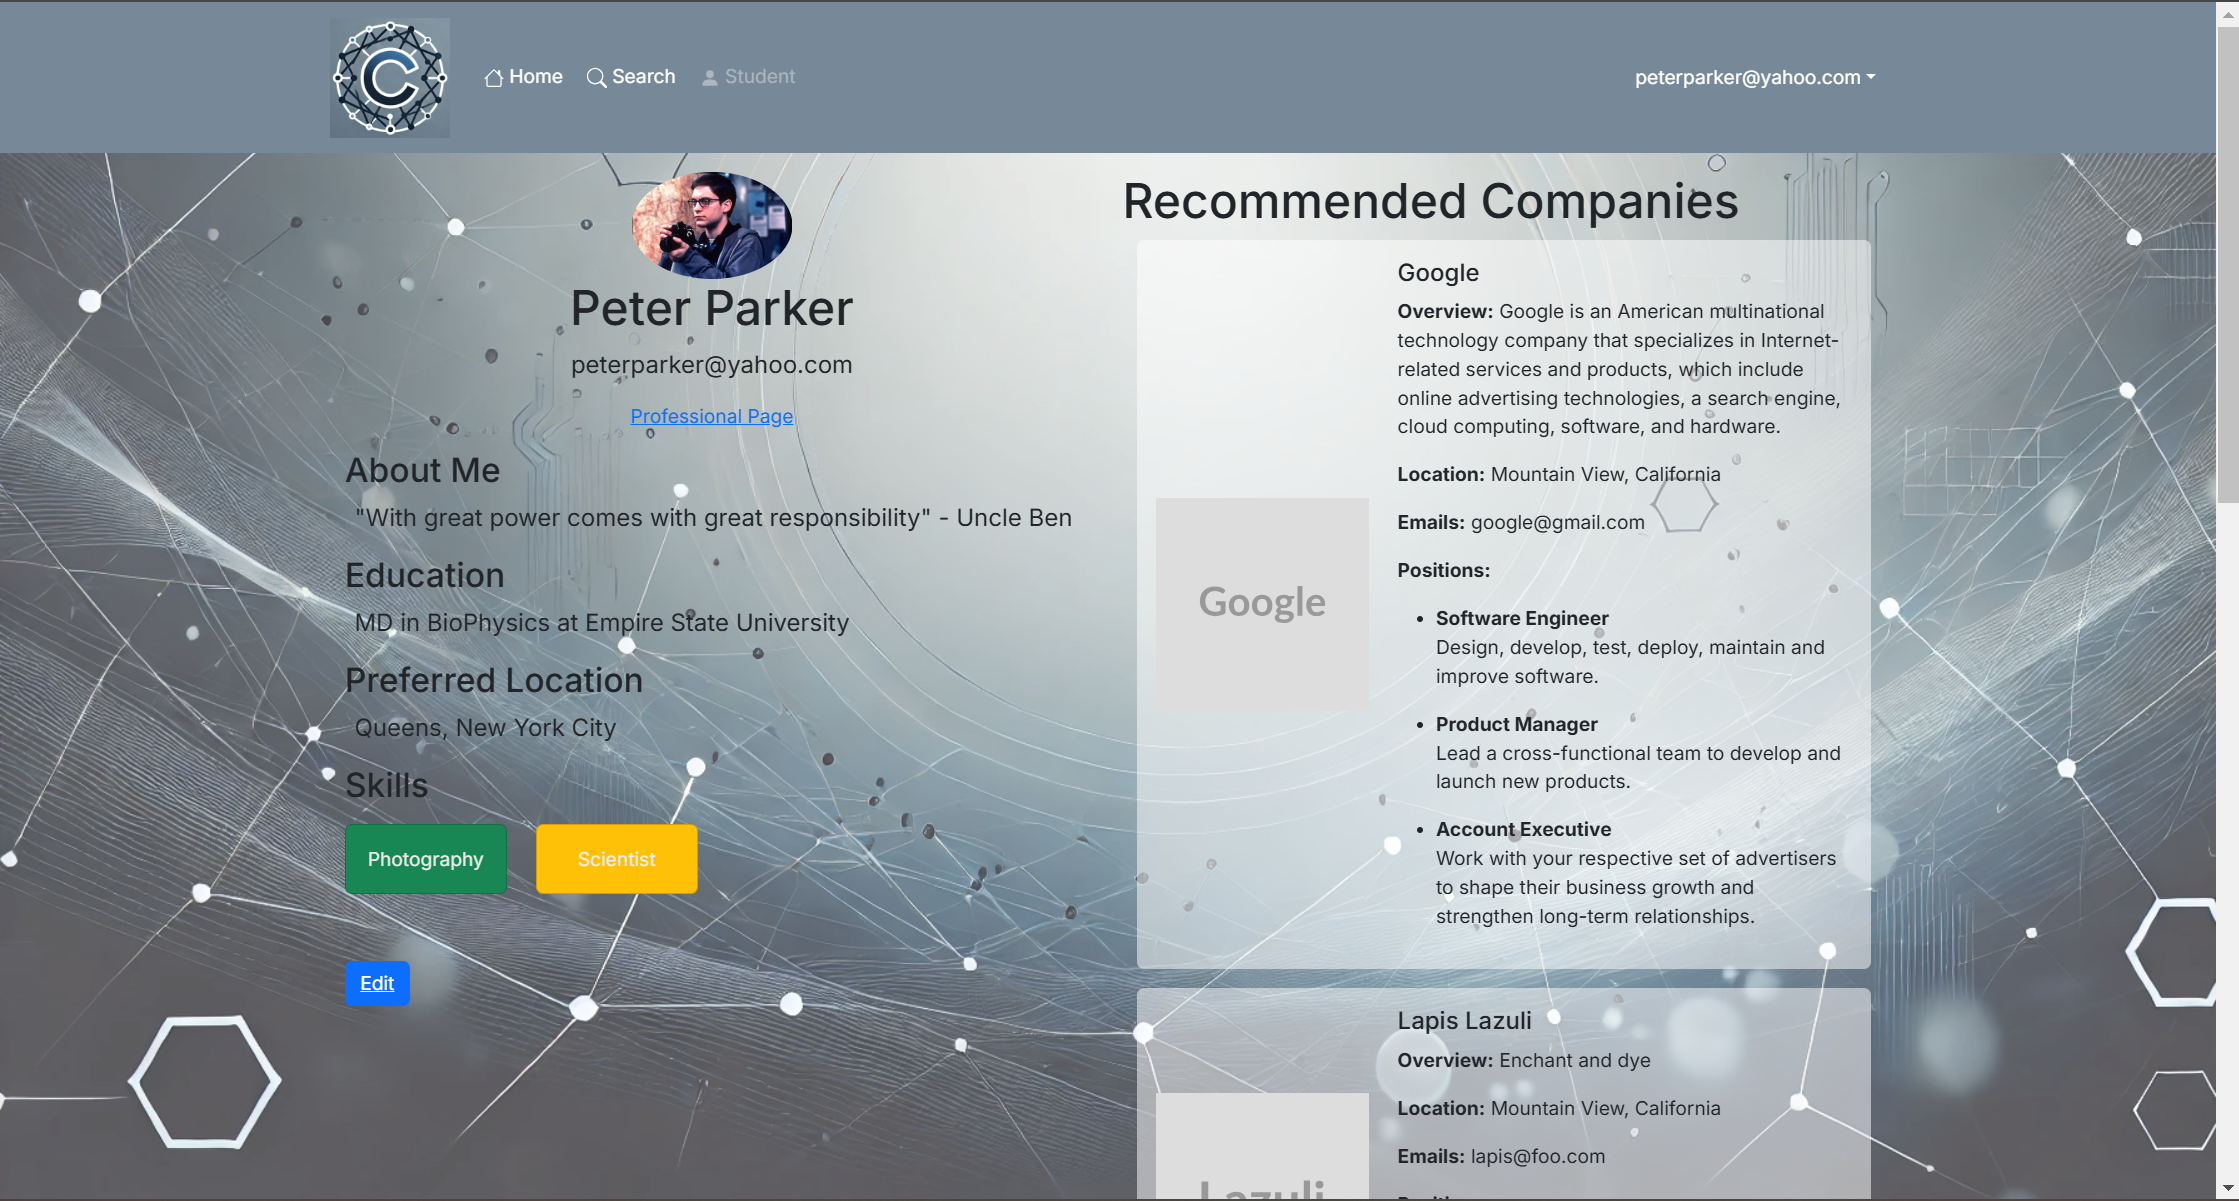 C
Home
Search
Student
peterparker@yahoo.com
Peter Parker
peterparker@yahoo.com
Professional Page
About Me
"With great power comes with great responsibility" - Uncle Ben
Education
MD in BioPhysics at Empire State University
Preferred Location
Queens, New York City
Skills
Photography
Scientist
Edit
Recommended Companies
Google
Google
Overview: Google is an American multinational
technology company that specializes in Internet-
related services and products, which include
online advertising technologies, a search engine,
cloud computing, software, and hardware.
Location: Mountain View, California
Emails: google@gmail.com
Positions:
• Software Engineer
Design, develop, test, deploy, maintain and
improve software.
• Product Manager
Lead a cross-functional team to develop and
launch new products.
• Account Executive
Work with your respective set of advertisers
to shape their business growth and
strengthen long-term relationships.
Lazuli
Lapis Lazuli
Overview: Enchant and dye
Location: Mountain View, California
Emails: lapis@foo.com